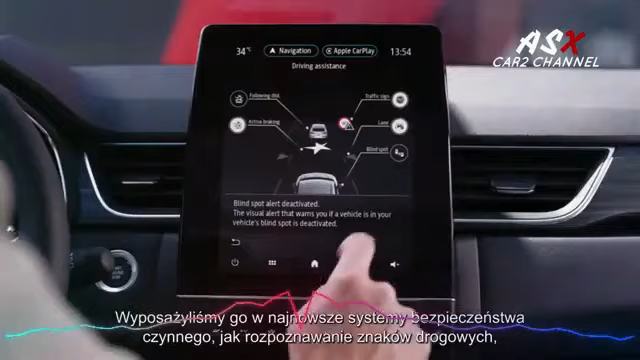 34°C
Navigation
Apple CarPlay
13:54
ASX
CAR2 CHANNEL
Driving assistance
Following dist.
Traffic sign
Active braking
Lane
Blind spot
Blind spot alert deactivated.
The visual alert that warns you if a vehicle is in your
vehicle's blind spot is deactivated.
Wyposażyliśmy go w najnowsze systemy bezpieczeństwa
czynnego, jak rozpoznawanie znaków drogowych,